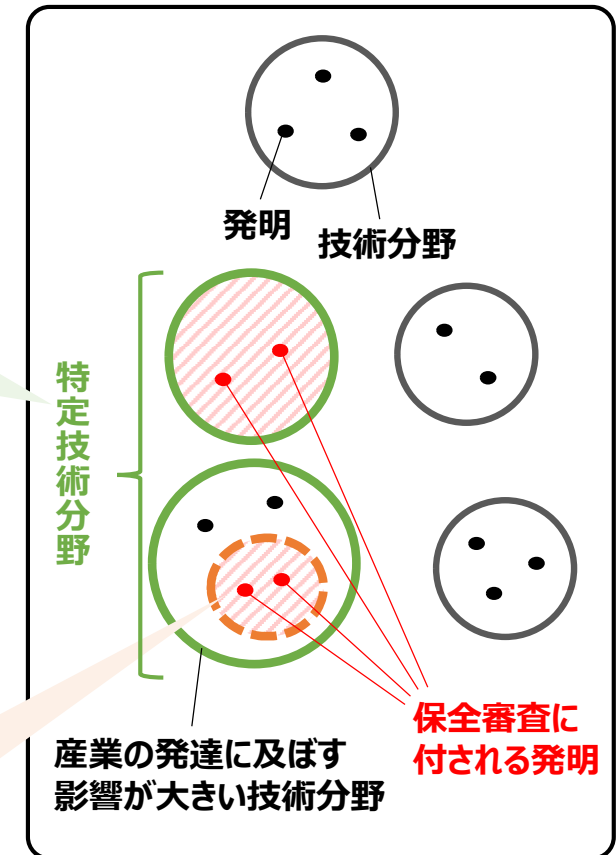 発明
技術分野
特定技術分野
産業の発達に及ぼす
影響が大きい技術分野
保全審査に
付される発明